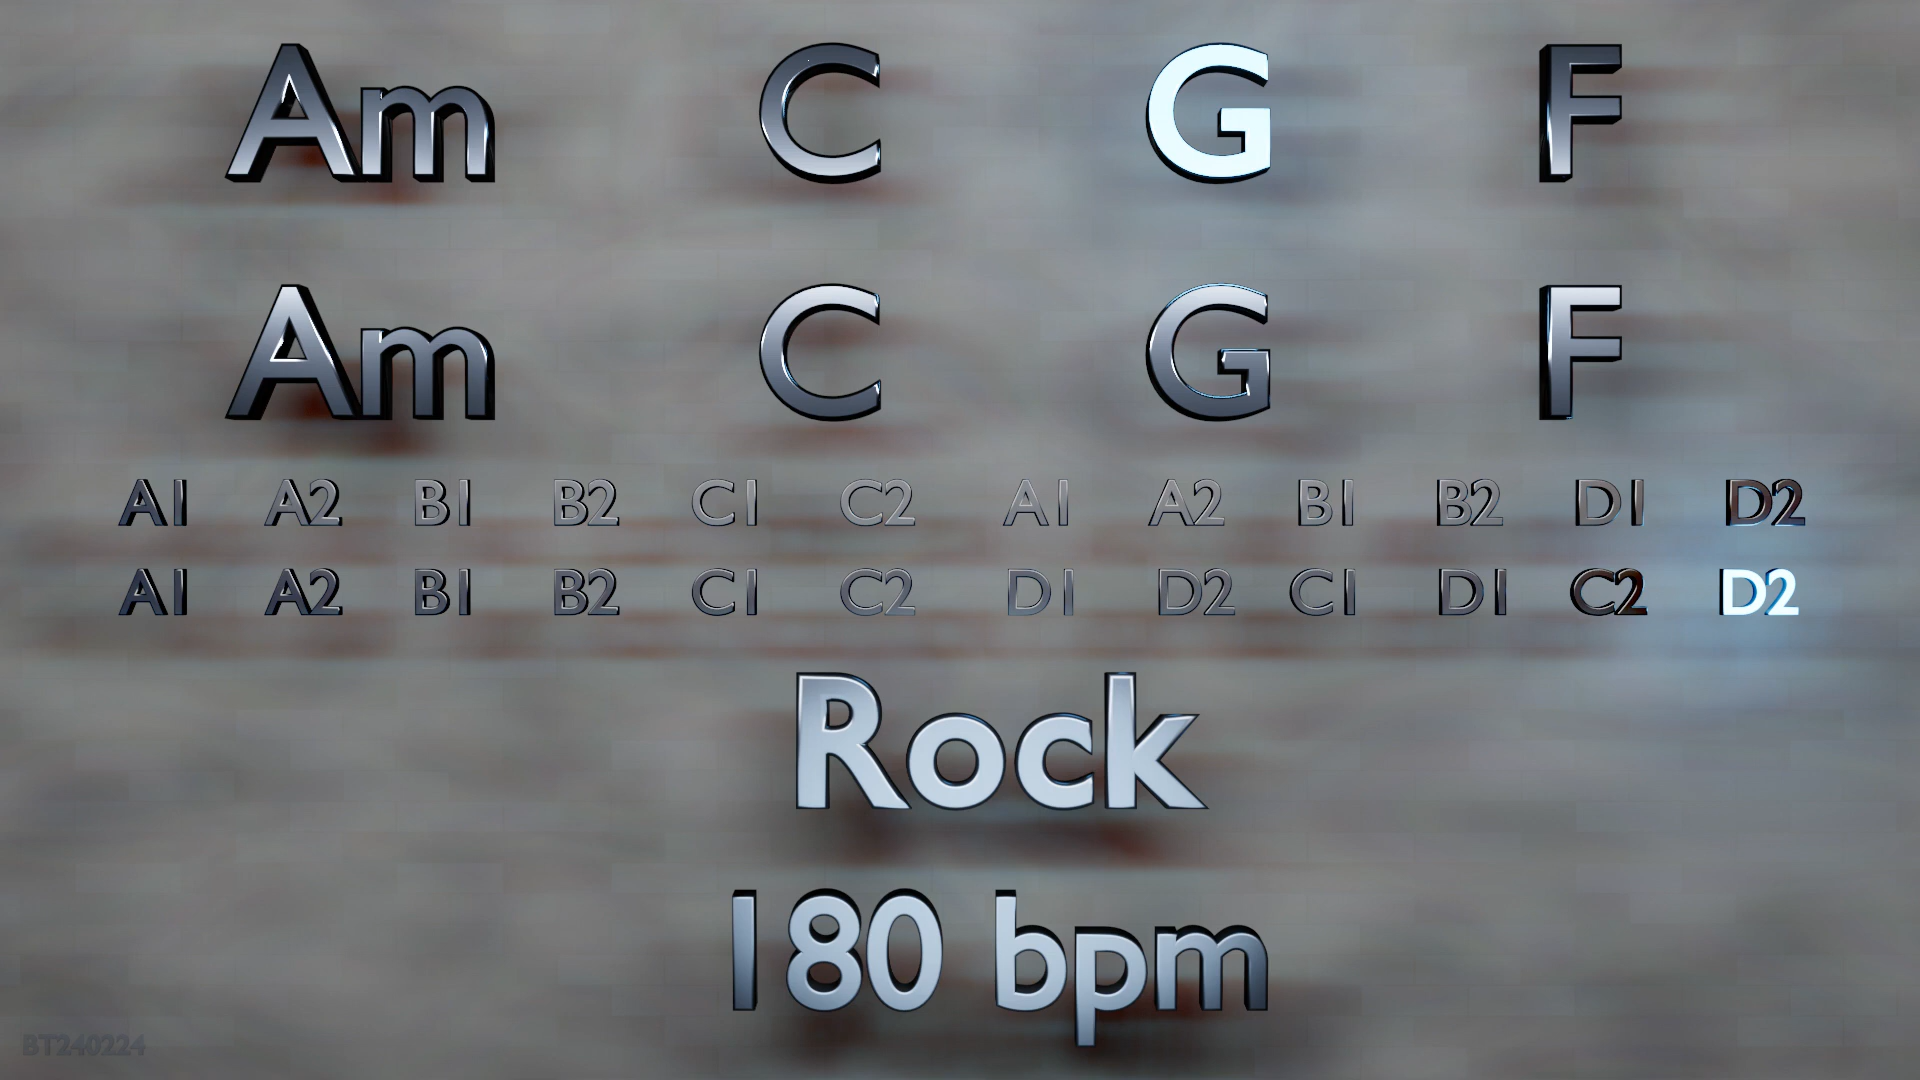 Am C G F
Am C G F
A1 A2 B1 B2 C1 C2 A1 A2 B1 B2 D1 D2
A1 A2 B1 B2 C1 C2 D1 D2 C1 D1 C2 D2
Rock
180 bpm
BT240224